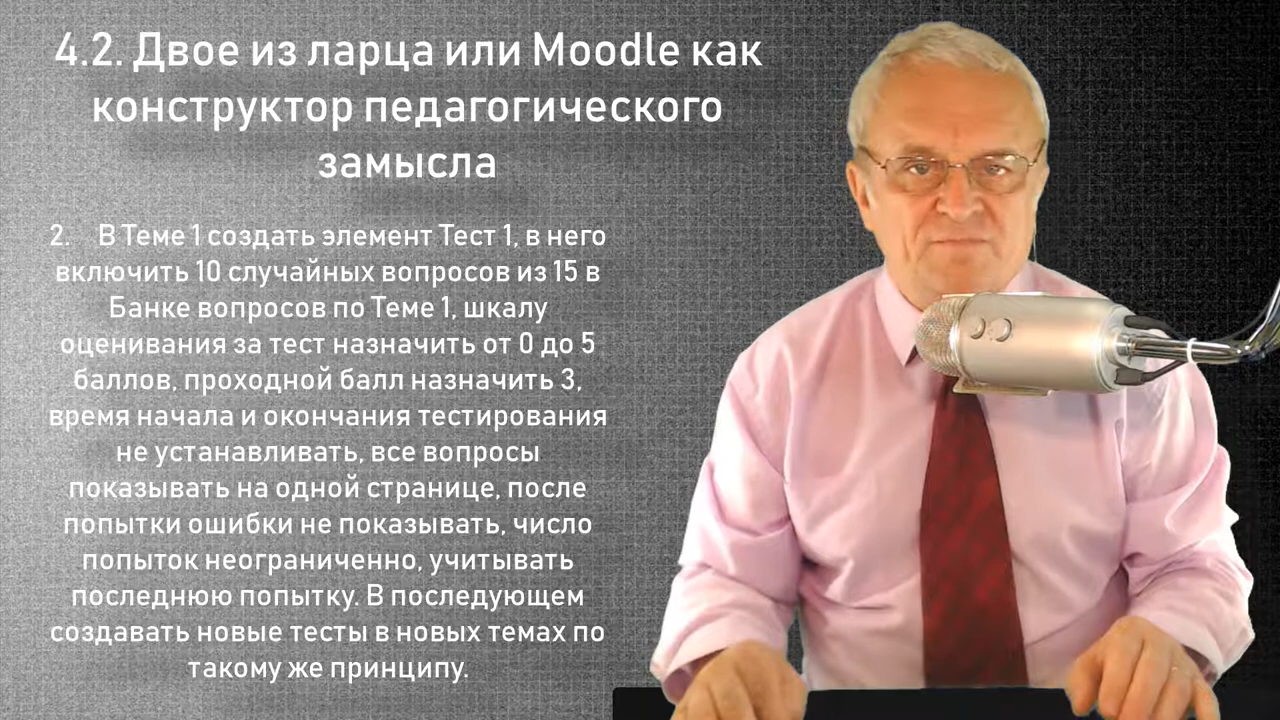 4.2. Двое из ларца или Moodle как
конструктор педагогического
замысла
2. В Теме 1 создать элемент Тест 1, в него
включить 10 случайных вопросов из 15 в
Банке вопросов по Теме 1, шкалу
оценивания за тест назначить от 0 до 5
баллов, проходной балл назначить 3,
время начала и окончания тестирования
не устанавливать, все вопросы
показывать на одной странице, после
попытки ошибки не показывать, число
попыток неограниченно, учитывать
последнюю попытку. В последующем
создавать новые тесты в новых темах по
такому же принципу.